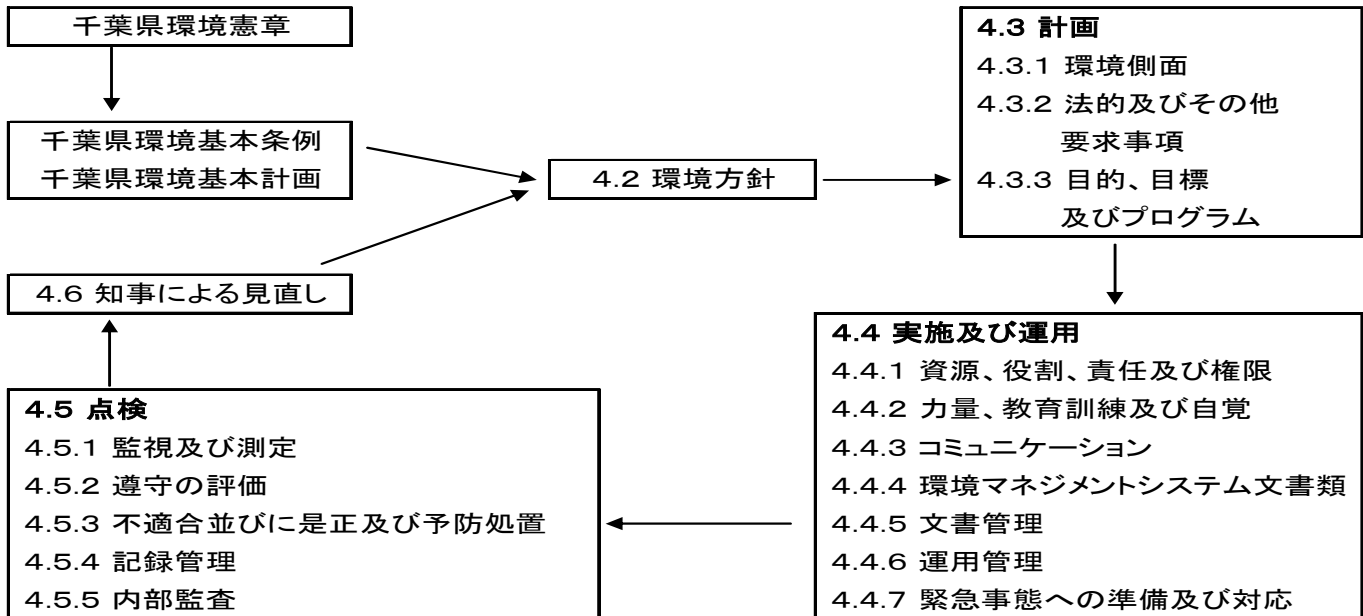 千葉県環境憲章
千葉県環境基本条例
千葉県環境基本計画
4.6 知事による見直し
4.2 環境方針
4.3 計画
4.3.1 環境側面
4.3.2 法的及びその他
要求事項
4.3.3 目的、目標
及びプログラム
4.4 実施及び運用
4.4.1 資源、役割、責任及び権限
4.4.2 力量、教育訓練及び自覚
4.4.3 コミュニケーション
4.4.4 環境マネジメントシステム文書類
4.4.5 文書管理
4.4.6 運用管理
4.4.7 緊急事態への準備及び対応
4.5 点検
4.5.1 監視及び測定
4.5.2 遵守の評価
4.5.3 不適合並びに是正及び予防処置
4.5.4 記録管理
4.5.5 内部監査